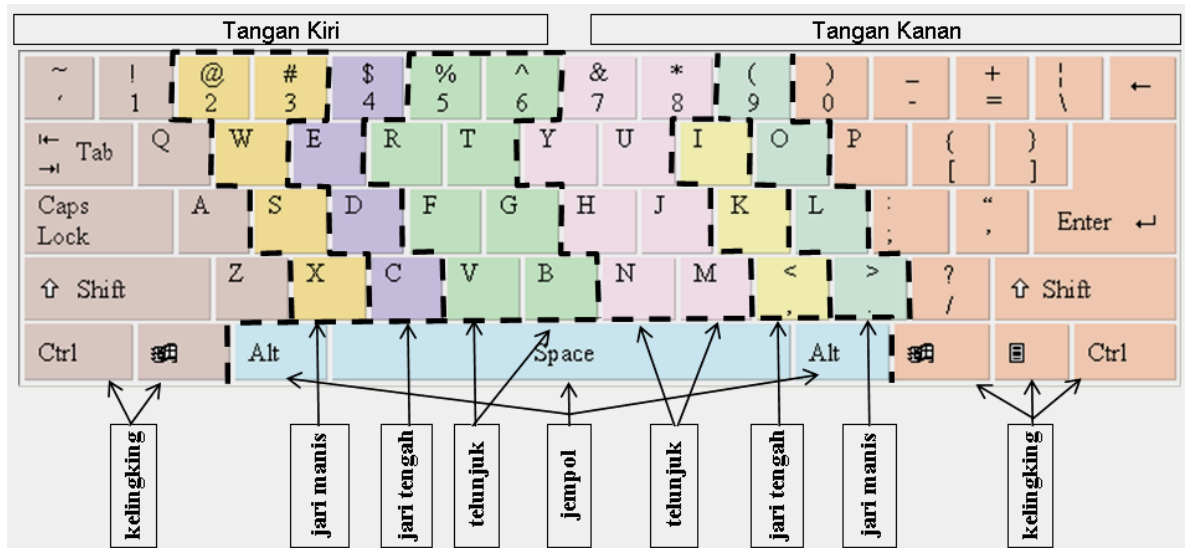 Tangan Kiri Tangan Kanan
~ ! @ # $ % ^ & * ( ) _ + ¦ ←
´ 1 2 3 4 5 6 7 8 9 0 - = \
Tab Q W E R T Y U I O P { }
[ ]
Caps A S D F G H J K L : “ Enter ↵
Lock ; ’
⇧ Shift Z X C V B N M < > ? ⇧ Shift
, . /
Ctrl Alt Space Alt Ctrl
kelingking jari manis jari tengah telunjuk jempol telunjuk jari tengah jari manis kelingking